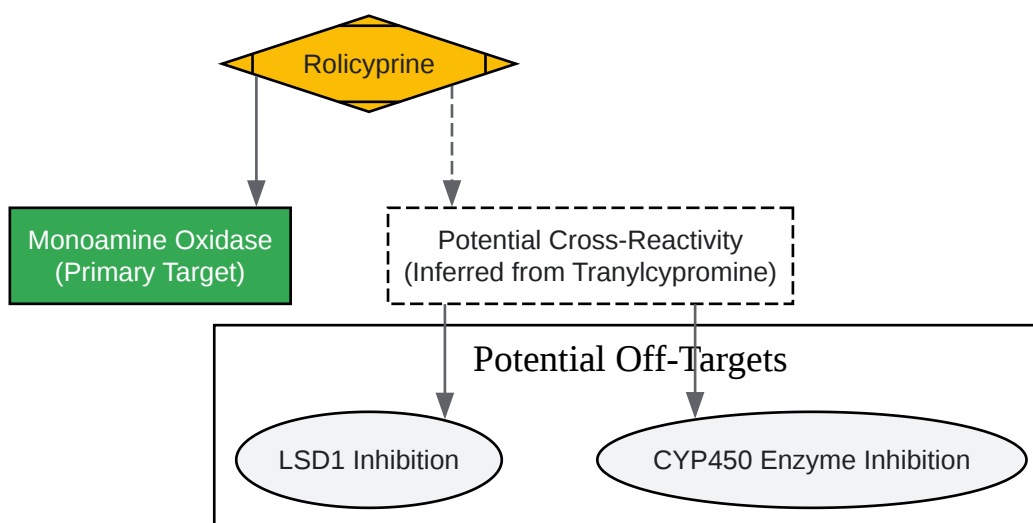 Rolicyprine
Monoamine Oxidase
(Primary Target)
Potential Cross-Reactivity
(Inferred from Tranylcypromine)
Potential Off-Targets
LSD1 Inhibition
CYP450 Enzyme Inhibition